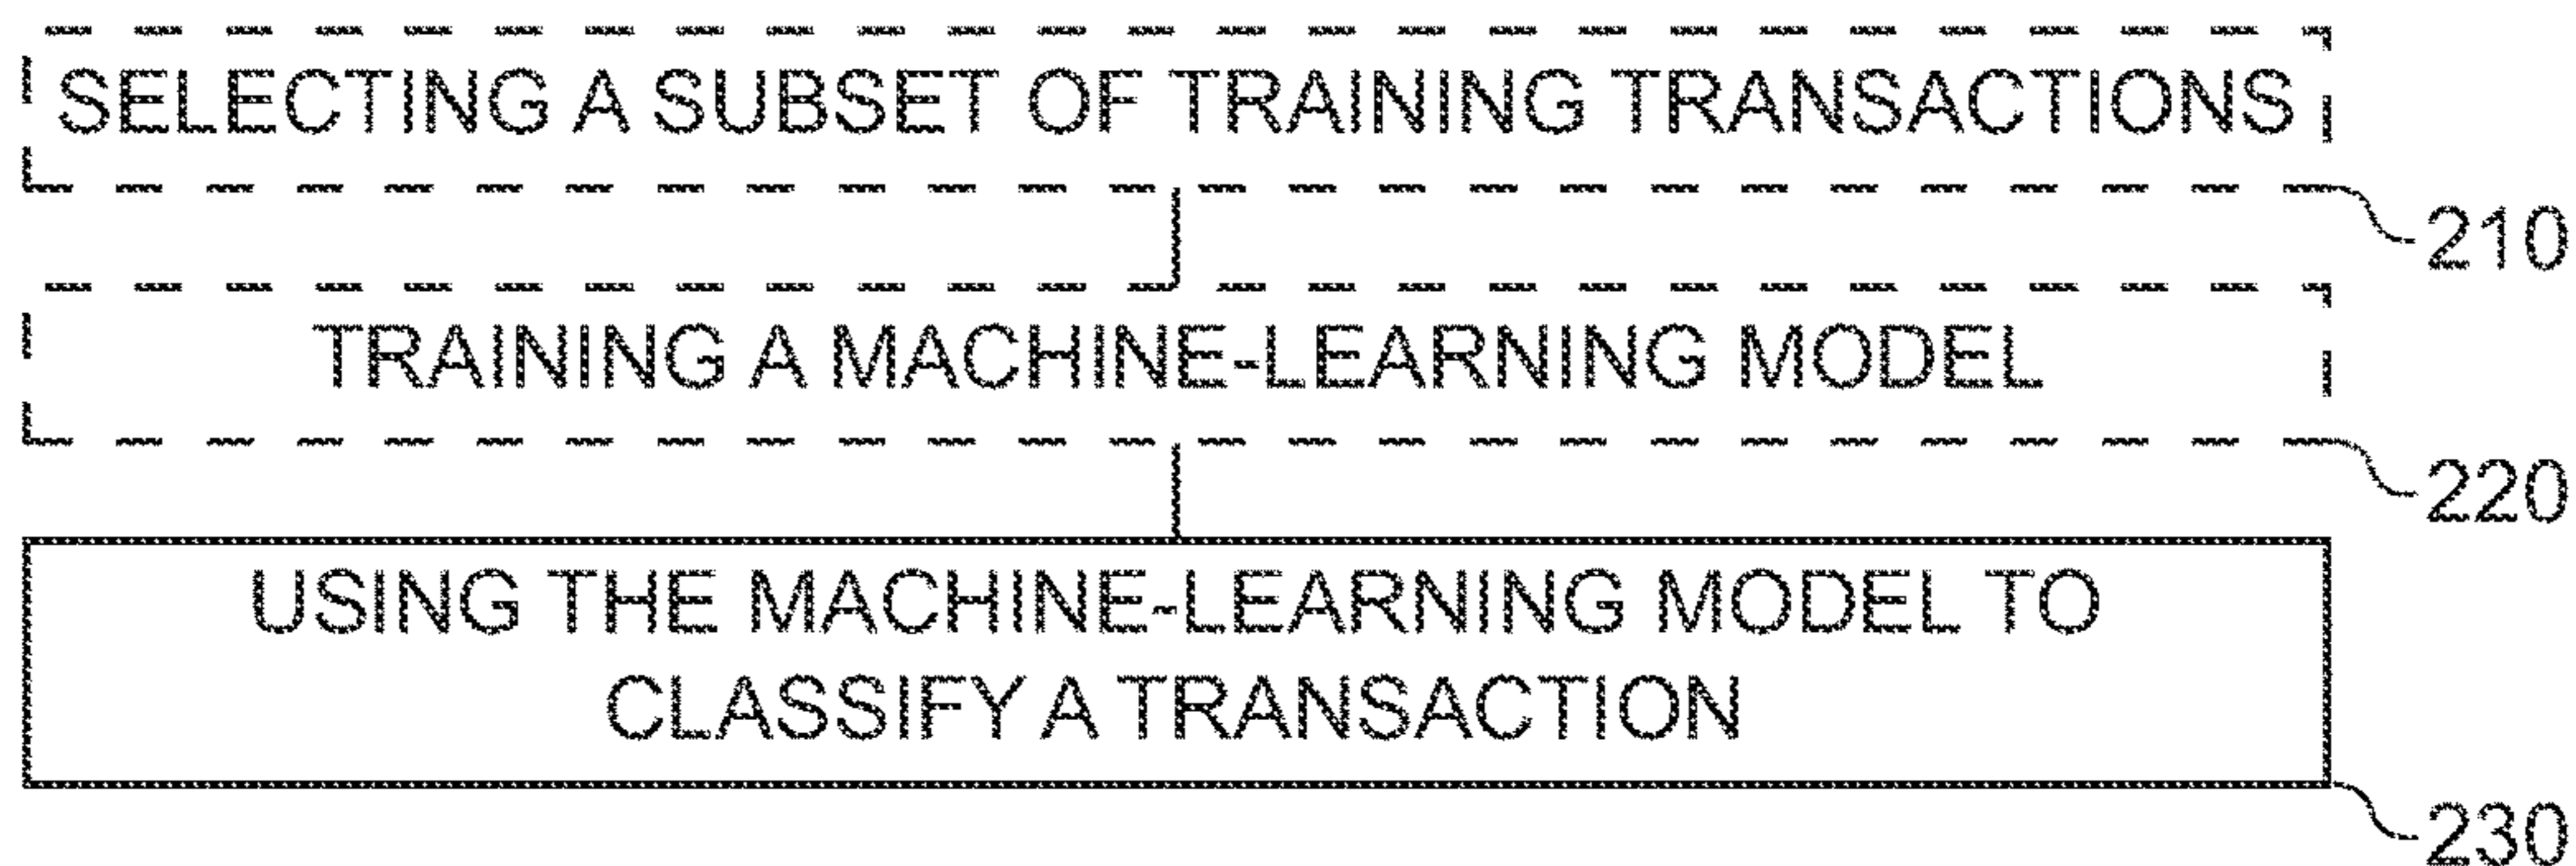 SELECTING A SUBSET OF TRAINING TRANSACTIONS
210
TRAINING A MACHINE-LEARNING MODEL
220
USING THE MACHINE-LEARNING MODEL TO
CLASSIFY A TRANSACTION
230